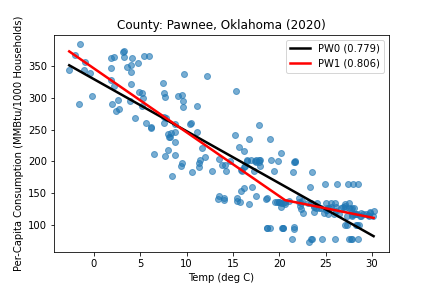 County: Pawnee, Oklahoma (2020)
PW0 (0.779)
PW1 (0.806)
Per-Capita Consumption (MMBtu/1000 Households)
350
300
250
200
150
100
0 5 10 15 20 25 30
Temp (deg C)